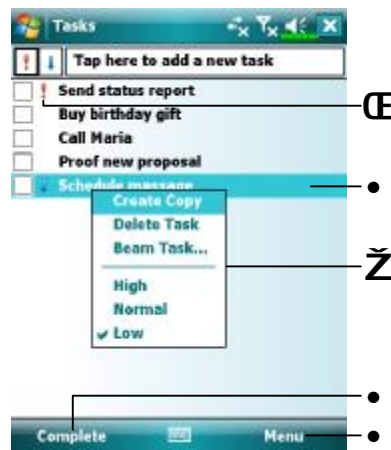 Tasks
Tap here to add a new task
Send status report
Œ
Buy birthday gift
Call Maria
Proof new proposal
Schedule massage
•
Create Copy
Delete Task
Beam Task...
Ž
High
Normal
Low
•
Complete
Menu
•